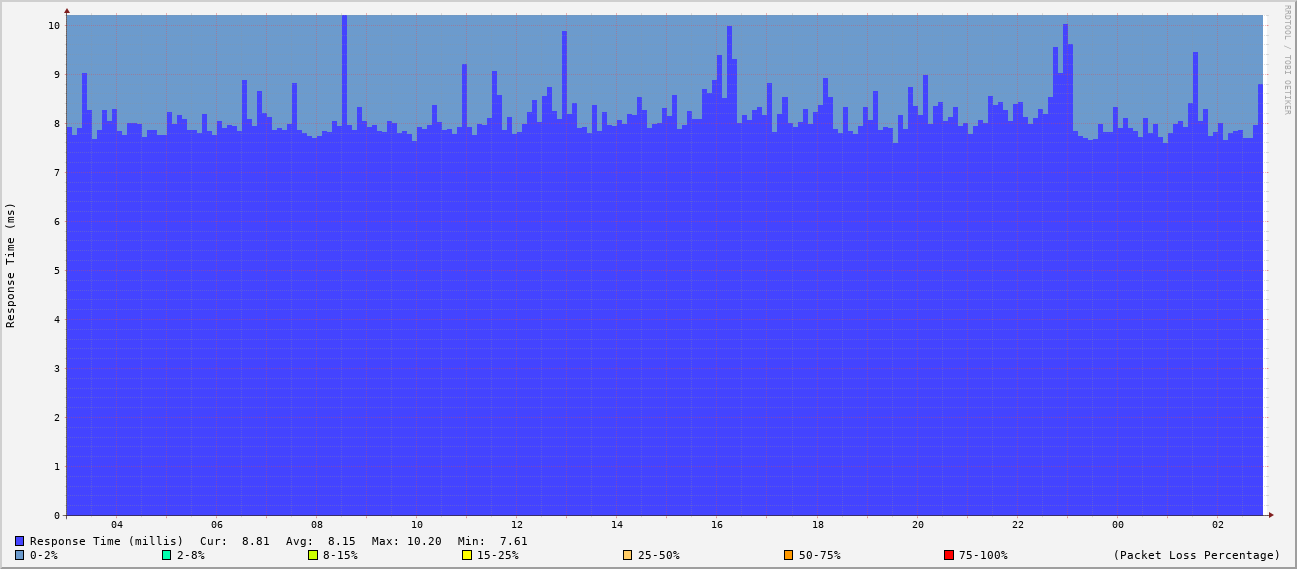 RRDTOOL / TOBI OETIKER
Response Time (ms)
10
9
8
7
6
5
4
3
2
1
0
04 06 08 10 12 14 16 18 20 22 00 02
Response Time (millis) Cur: 8.81 Avg: 8.15 Max: 10.20 Min: 7.61
0-2% 2-8% 8-15% 15-25% 25-50% 50-75% 75-100% (Packet Loss Percentage)